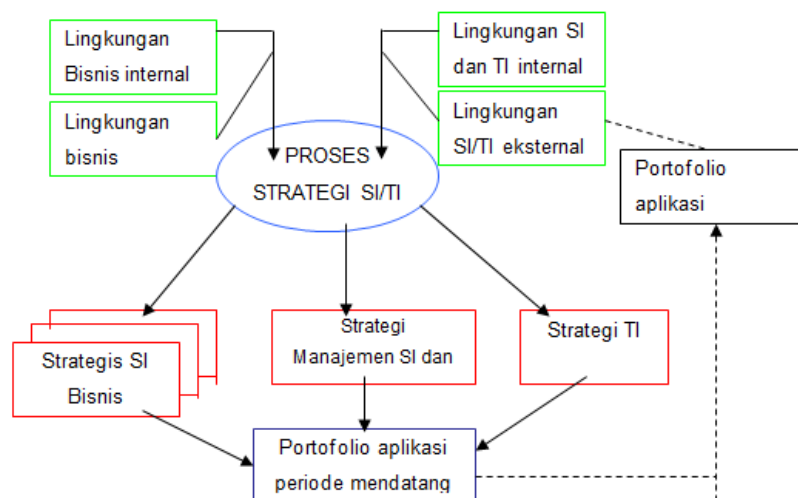 Lingkungan
Bisnis internal
Lingkungan
bisnis
Lingkungan SI
dan TI internal
Lingkungan
SI/TI eksternal
PROSES
STRATEGI SI/TI
Portofolio
aplikasi
Strategis SI
Bisnis
Strategi
Manajemen SI dan
Strategi TI
Portofolio aplikasi
periode mendatang